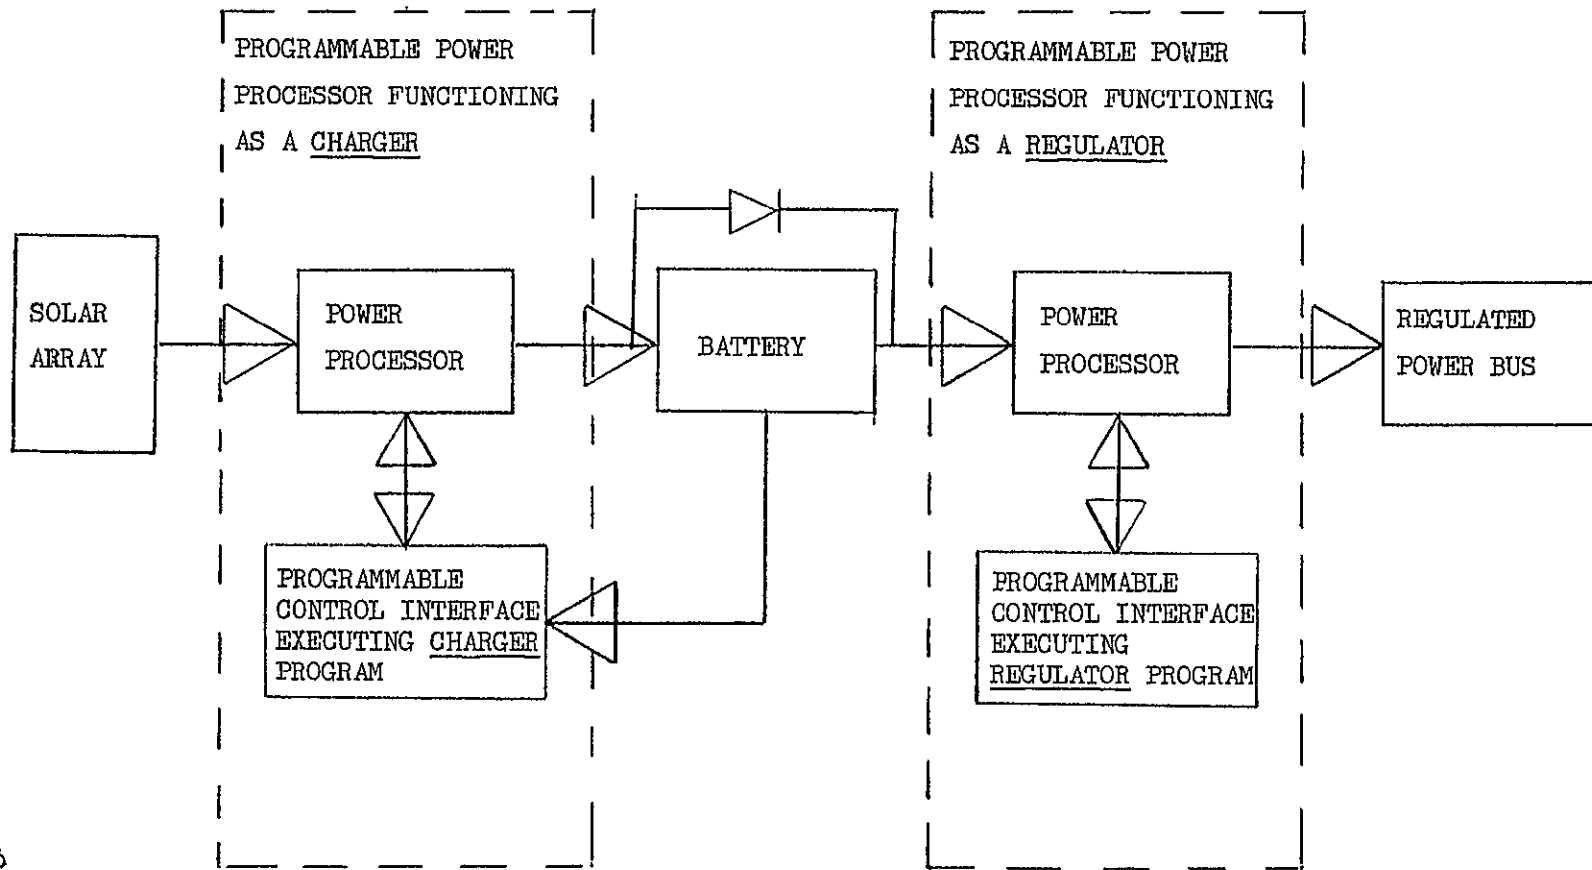 PROGRAMMABLE POWER
PROCESSOR FUNCTIONING
AS A CHARGER
PROGRAMMABLE POWER
PROCESSOR FUNCTIONING
AS A REGULATOR
SOLAR
ARRAY
POWER
PROCESSOR
BATTERY
POWER
PROCESSOR
REGULATED
POWER BUS
PROGRAMMABLE
CONTROL INTERFACE
EXECUTING CHARGER
PROGRAM
PROGRAMMABLE
CONTROL INTERFACE
EXECUTING
REGULATOR PROGRAM